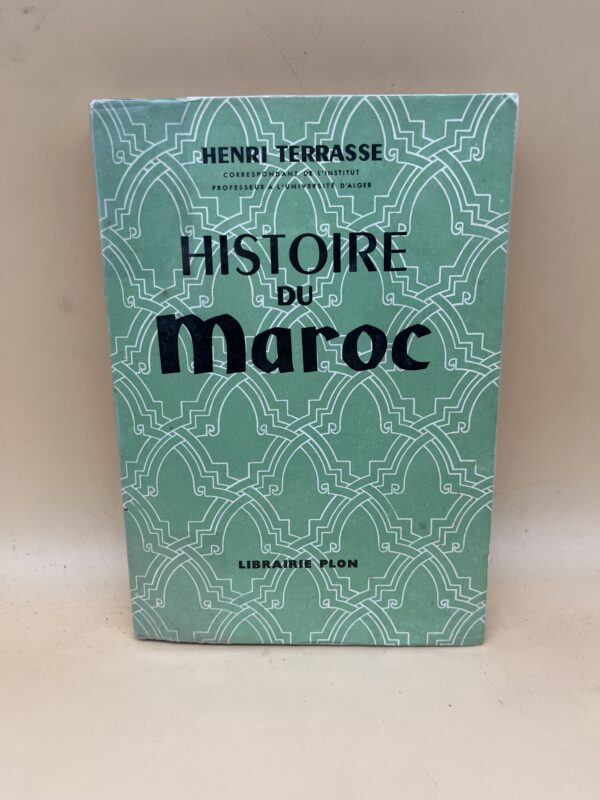 HENRI TERRASSE
CORRESPONDANT DE L'INSTITUT
PROFESSEUR A L'UNIVERSITÉ D'ALGER
HISTOIRE
DU
Maroc
LIBRAIRIE PLON